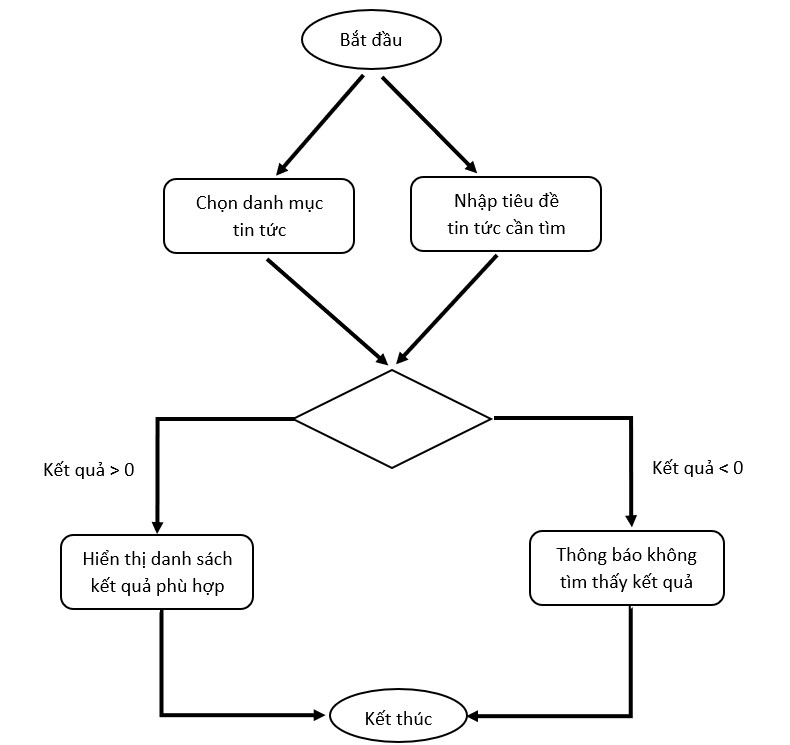 Bắt đầu
Chọn danh mục
tin tức
Nhập tiêu đề
tin tức cần tìm
Kết quả > 0
Kết quả < 0
Hiển thị danh sách
kết quả phù hợp
Thông báo không
tìm thấy kết quả
Kết thúc